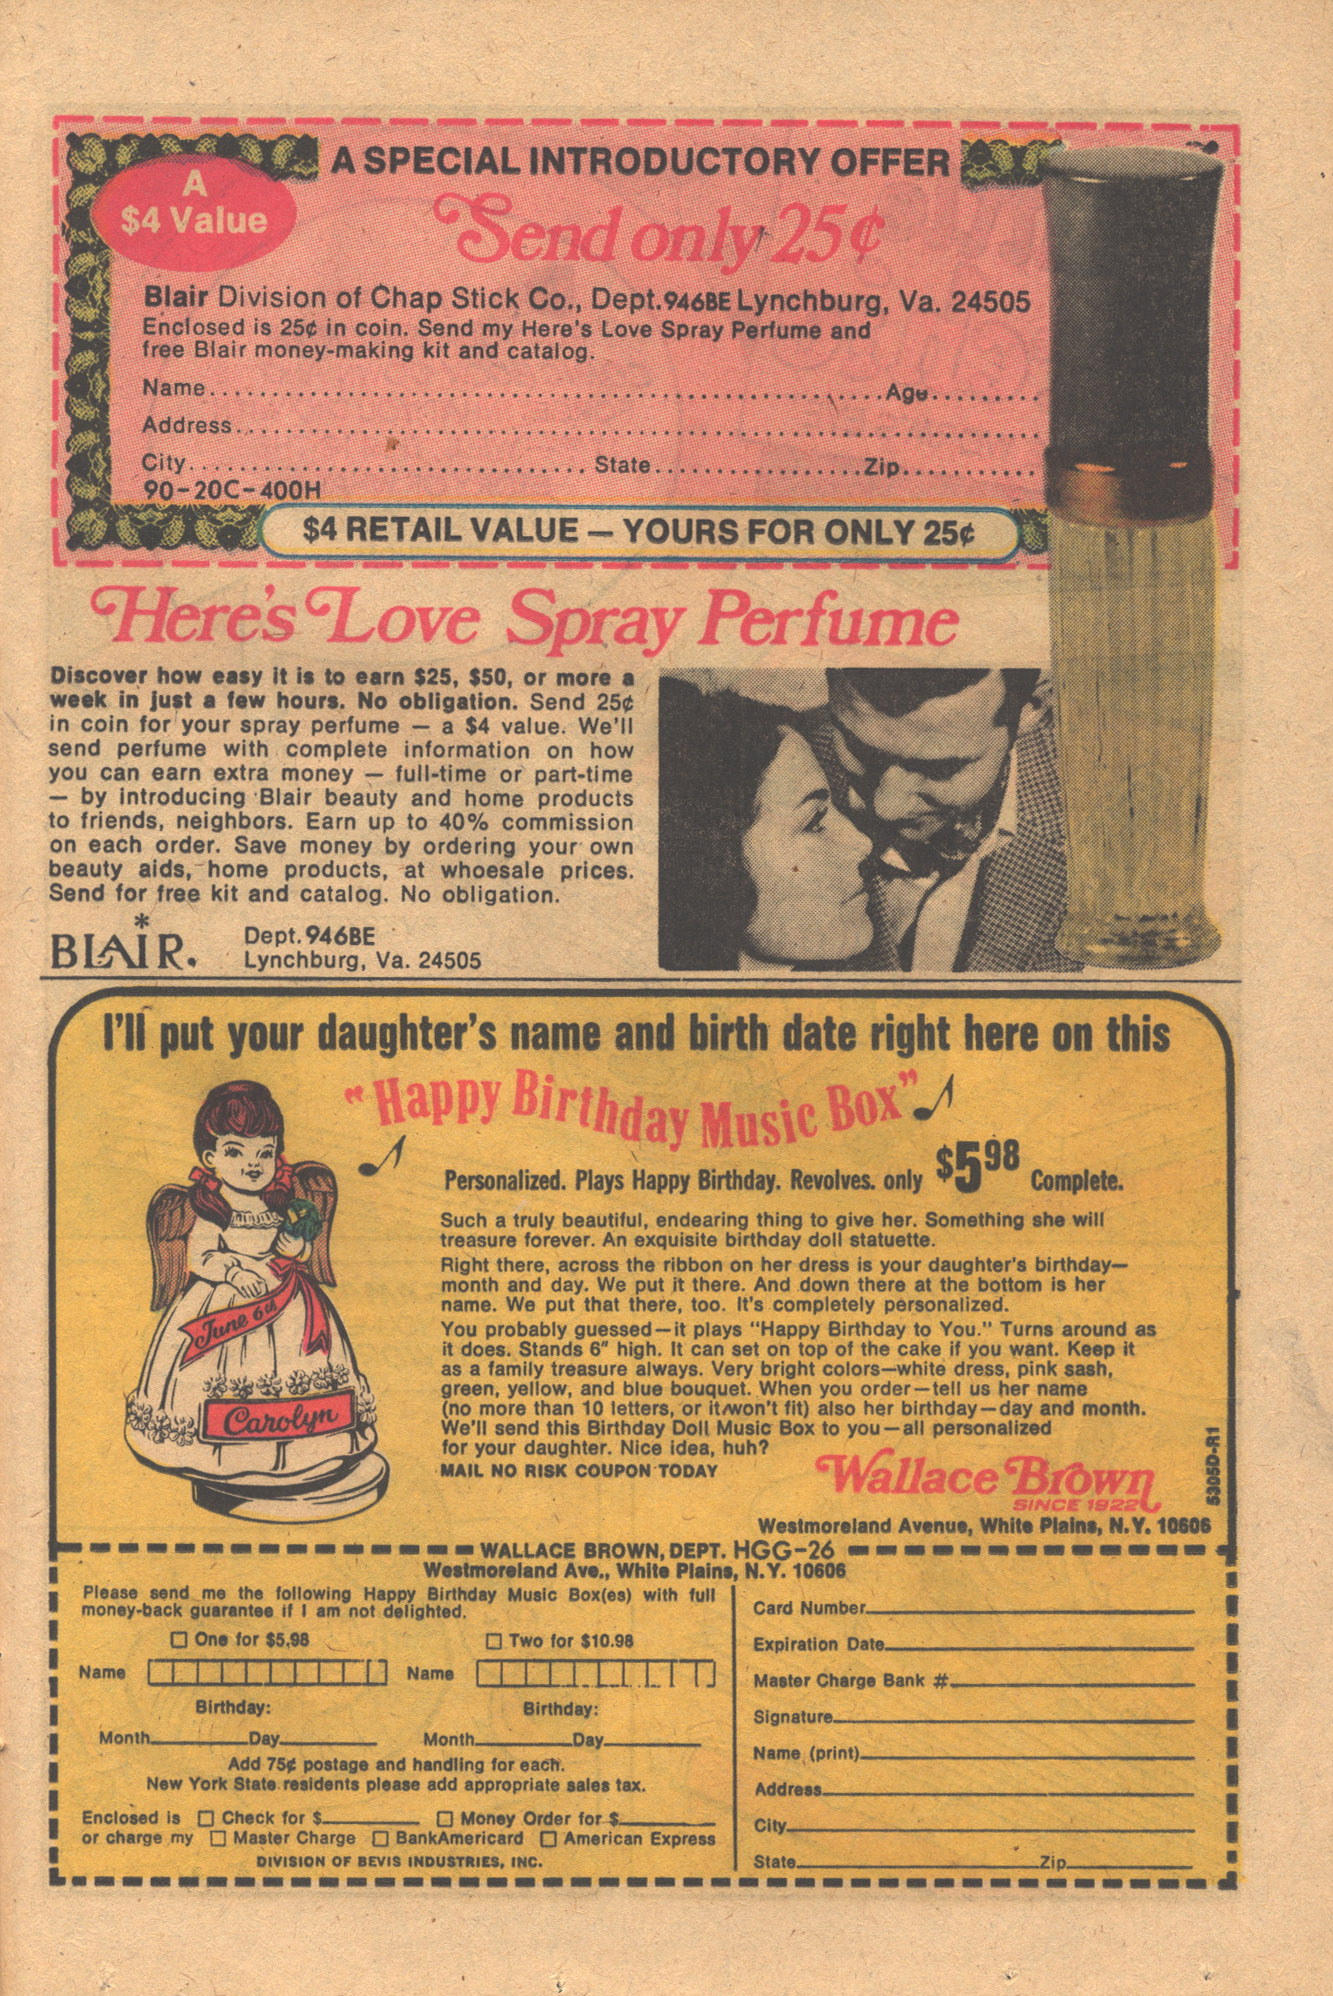 A SPECIAL INTRODUCTORY OFFER
A
$4 Value
Send only 25¢
Blair Division of Chap Stick Co., Dept. 946BE Lynchburg, Va. 24505
Enclosed is 25¢ in coin. Send my Here's Love Spray Perfume and
free Blair money-making kit and catalog.
Name Age
Address
City State Zip
90-20C-400H
$4 RETAIL VALUE — YOURS FOR ONLY 25¢
Here's Love Spray Perfume
Discover how easy it is to earn $25, $50, or more a
week in just a few hours. No obligation. Send 25¢
in coin for your spray perfume — a $4 value. We'll
send perfume with complete information on how
you can earn extra money — full-time or part-time
— by introducing Blair beauty and home products
to friends, neighbors. Earn up to 40% commission
on each order. Save money by ordering your own
beauty aids, home products, at whoesale prices.
Send for free kit and catalog. No obligation.
BLAIR.
Dept. 946BE
Lynchburg, Va. 24505
I'll put your daughter's name and birth date right here on this
"Happy Birthday Music Box"
Personalized. Plays Happy Birthday. Revolves. only $5.98 Complete.
Such a truly beautiful, endearing thing to give her. Something she will
treasure forever. An exquisite birthday doll statuette.
Right there, across the ribbon on her dress is your daughter's birthday—
month and day. We put it there. And down there at the bottom is her
name. We put that there, too. It's completely personalized.
You probably guessed—it plays "Happy Birthday to You." Turns around as
it does. Stands 6" high. It can set on top of the cake if you want. Keep it
as a family treasure always. Very bright colors—white dress, pink sash,
green, yellow, and blue bouquet. When you order—tell us her name
(no more than 10 letters, or it won't fit) also her birthday—day and month.
We'll send this Birthday Doll Music Box to you—all personalized
for your daughter. Nice idea, huh?
MAIL NO RISK COUPON TODAY
June 6th
Carolyn
Wallace Brown
SINCE 1922
5305D-R1
Westmoreland Avenue, White Plains, N.Y. 10606
WALLACE BROWN, DEPT. HGG-26
Westmoreland Ave., White Plains, N.Y. 10606
Please send me the following Happy Birthday Music Box(es) with full
money-back guarantee if I am not delighted.
One for $5.98 Two for $10.98
Name Name
Birthday: Birthday:
Month Day Month Day
Add 75¢ postage and handling for each.
New York State residents please add appropriate sales tax.
Enclosed is Check for $ Money Order for $
or charge my Master Charge BankAmericard American Express
DIVISION OF BEVIS INDUSTRIES, INC.
Card Number
Expiration Date
Master Charge Bank #
Signature
Name (print)
Address
City
State Zip